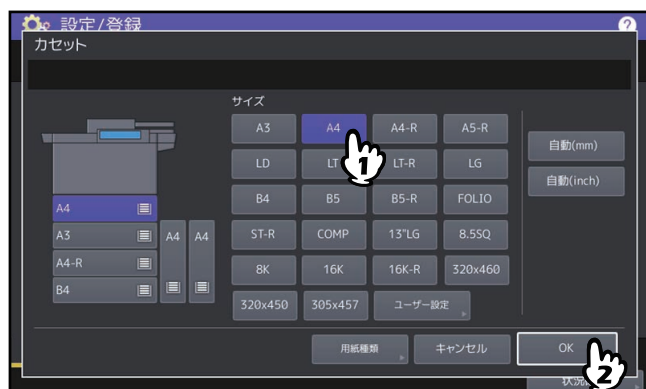 設定/登録 ?
カセット
サイズ
A3 A4 A4-R A5-R
LD LT LT-R LG
B4 B5 B5-R FOLIO
ST-R COMP 13"LG 8.5SQ
8K 16K 16K-R 320x460
320x450 305x457 ユーザー設定
自動(mm)
自動(inch)
A4
A3 A4 A4
A4-R
B4
1
用紙種類 キャンセル OK
2